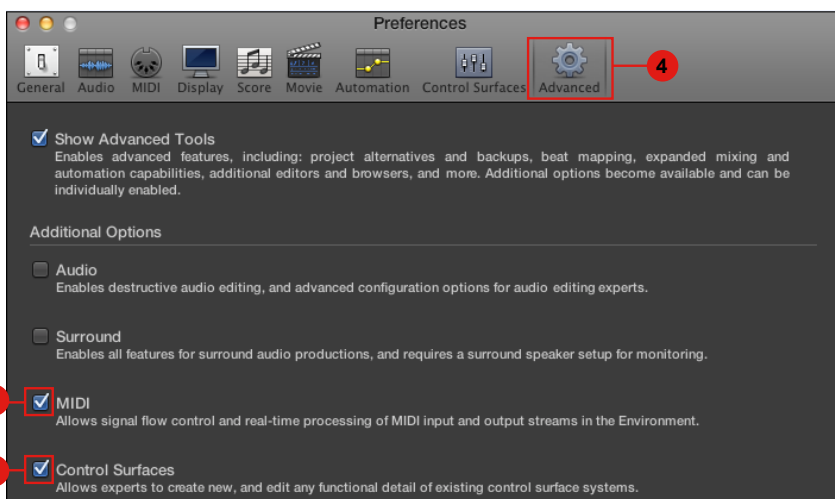 Preferences
General Audio MIDI Display Score Movie Automation Control Surfaces Advanced
4
Show Advanced Tools
Enables advanced features, including: project alternatives and backups, beat mapping, expanded mixing and
automation capabilities, additional editors and browsers, and more. Additional options become available and can be
individually enabled.
Additional Options
Audio
Enables destructive audio editing, and advanced configuration options for audio editing experts.
Surround
Enables all features for surround audio productions, and requires a surround speaker setup for monitoring.
MIDI
Allows signal flow control and real-time processing of MIDI input and output streams in the Environment.
Control Surfaces
Allows experts to create new, and edit any functional detail of existing control surface systems.